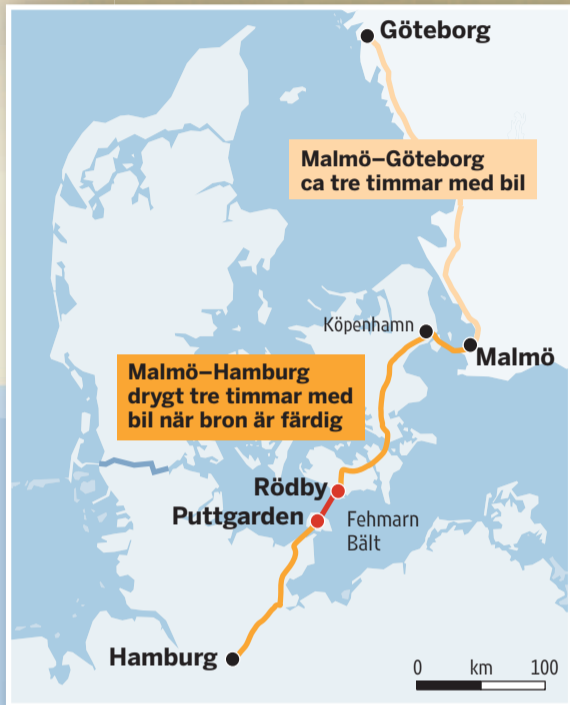 Göteborg
Malmö–Göteborg
ca tre timmar med bil
Köpenhamn
Malmö
Malmö–Hamburg
drygt tre timmar med
bil när bron är färdig
Rödby
Puttgarden
Fehmarn
Bält
Hamburg
0 km 100